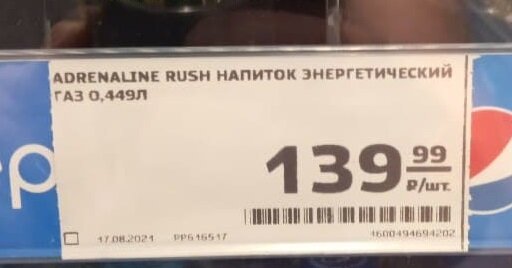 ADRENALINE RUSH НАПИТОК ЭНЕРГЕТИЧЕСКИЙ
ГАЗ 0,449Л
139 99
₽/шт.
17.08.2021 PP616517 4600494694202